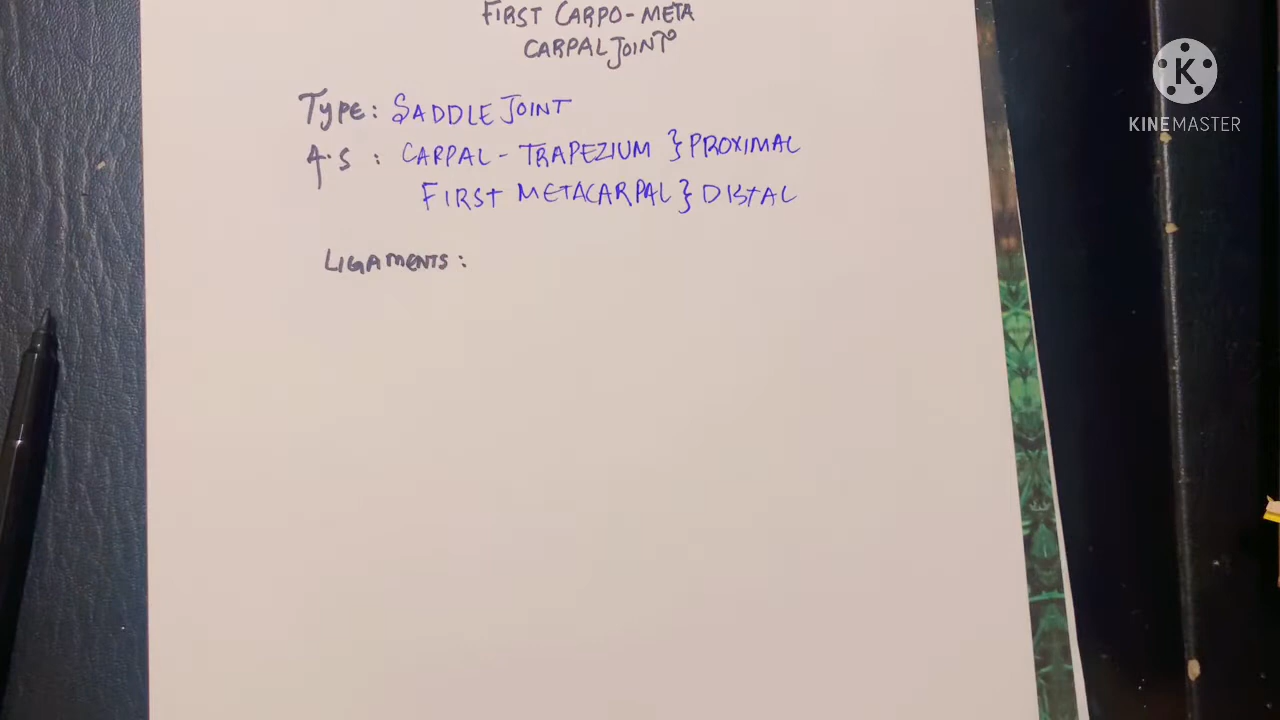 FIRST CARPO-META
CARPAL JOINT
TYPE: SADDLE JOINT
A.S : CARPAL - TRAPEZIUM } PROXIMAL
FIRST METACARPAL } DISTAL
LIGAMENTS:
K
KINEMASTER